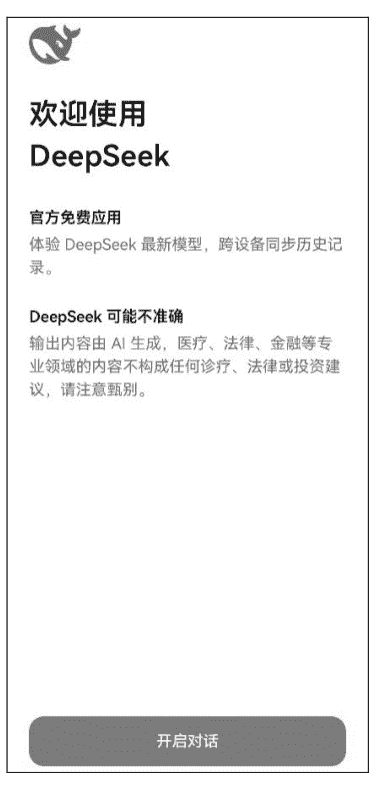 欢迎使用
DeepSeek
官方免费应用
体验 DeepSeek 最新模型，跨设备同步历史记
录。
DeepSeek 可能不准确
输出内容由 AI 生成，医疗、法律、金融等专
业领域的内容不构成任何诊疗、法律或投资建
议，请注意甄别。
开启对话